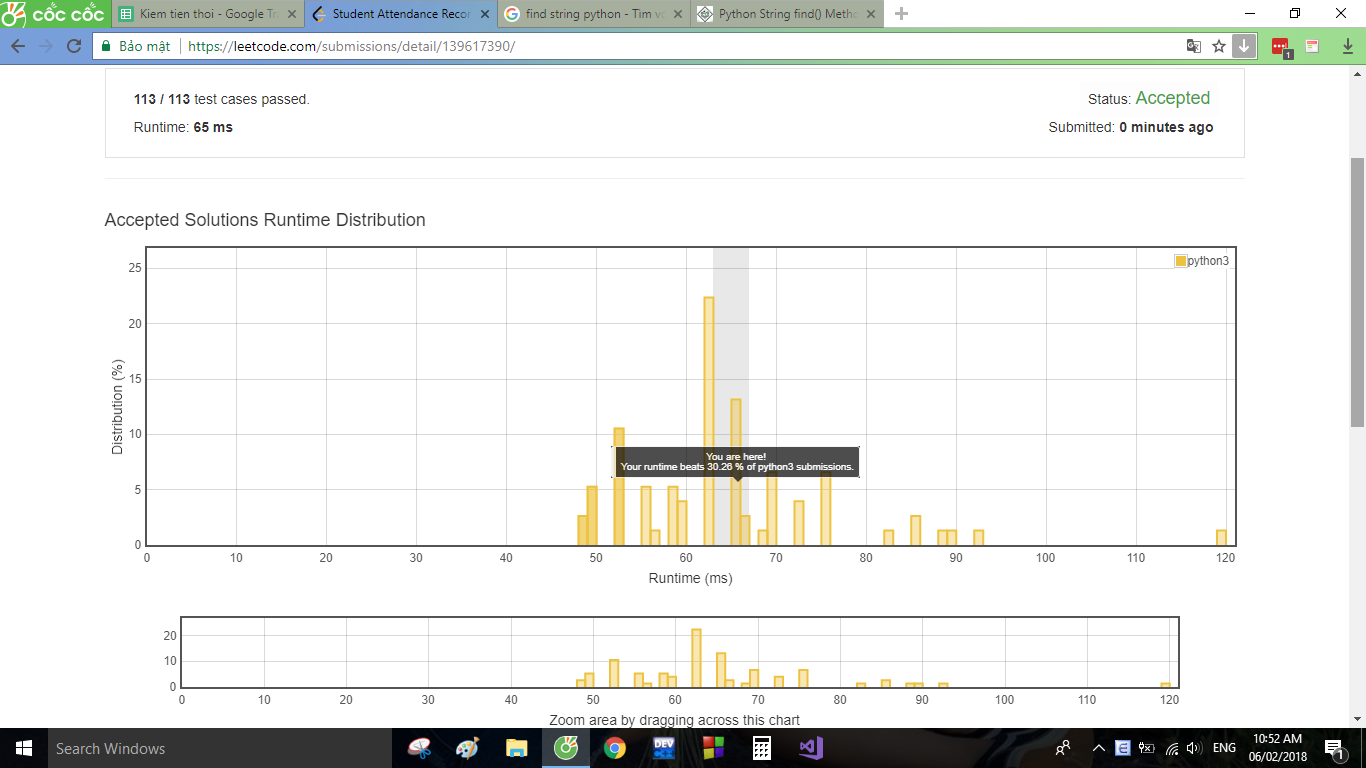 cốc cốc
Kiem tien thoi - Google Tr
Student Attendance Recor
find string python - Tìm v
Python String find() Meth
Bảo mật
https://leetcode.com/submissions/detail/139617390/
1
113 / 113 test cases passed.
Status: Accepted
Runtime: 65 ms
Submitted: 0 minutes ago
Accepted Solutions Runtime Distribution
python3
25
20
15
10
5
0
Distribution (%)
You are here!
Your runtime beats 30.26 % of python3 submissions.
0 10 20 30 40 50 60 70 80 90 100 110 120
Runtime (ms)
20
10
0
0 10 20 30 40 50 60 70 80 90 100 110 120
Zoom area by dragging across this chart
Search Windows
DEV
E
ENG
10:52 AM
06/02/2018
1